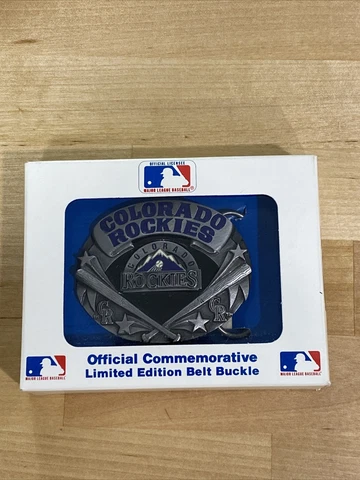 OFFICIAL LICENSEE
MAJOR LEAGUE BASEBALL®
COLORADO
ROCKIES
COLORADO
ROCKIES
CR
CR
Official Commemorative
Limited Edition Belt Buckle
MAJOR LEAGUE BASEBALL
MAJOR LEAGUE BASEBALL